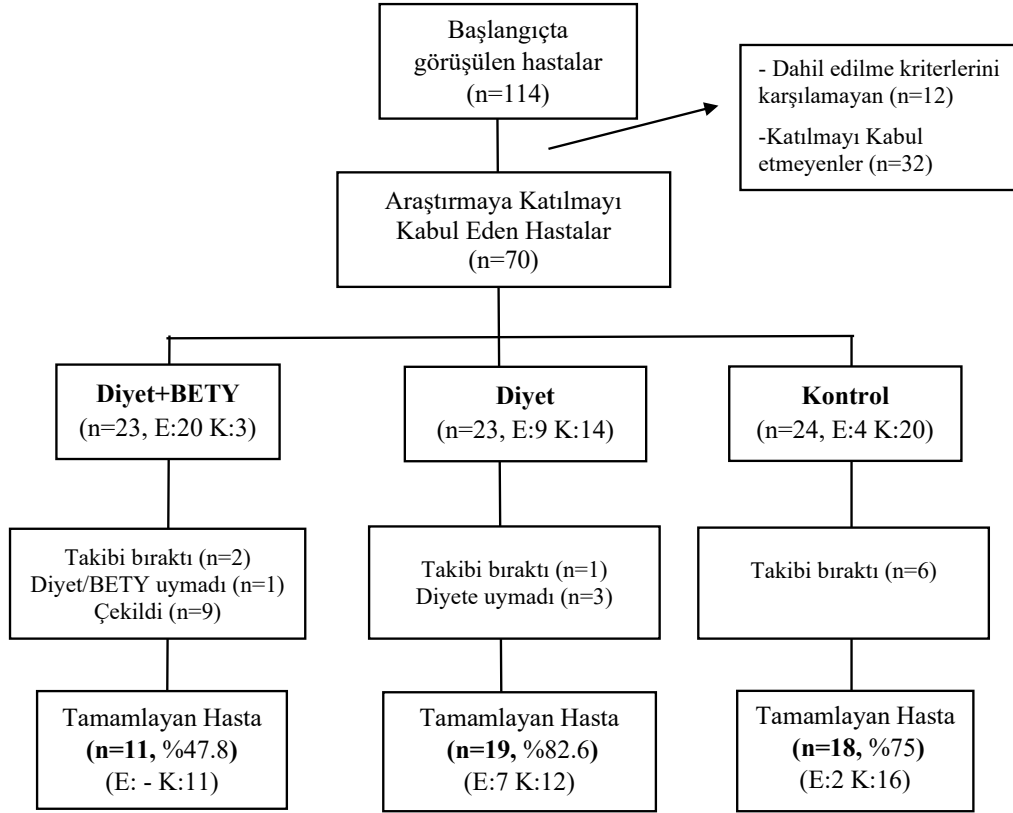 Başlangıçta
görüşülen hastalar
(n=114)
- Dahil edilme kriterlerini
karşılamayan (n=12)
-Katılmayı Kabul
etmeyenler (n=32)
Araştırmaya Katılmayı
Kabul Eden Hastalar
(n=70)
Diyet+BETY
(n=23, E:20 K:3)
Diyet
(n=23, E:9 K:14)
Kontrol
(n=24, E:4 K:20)
Takibi bıraktı (n=2)
Diyet/BETY uymadı (n=1)
Çekildi (n=9)
Takibi bıraktı (n=1)
Diyete uymadı (n=3)
Takibi bıraktı (n=6)
Tamamlayan Hasta
(n=11, %47.8)
(E: - K:11)
Tamamlayan Hasta
(n=19, %82.6)
(E:7 K:12)
Tamamlayan Hasta
(n=18, %75)
(E:2 K:16)